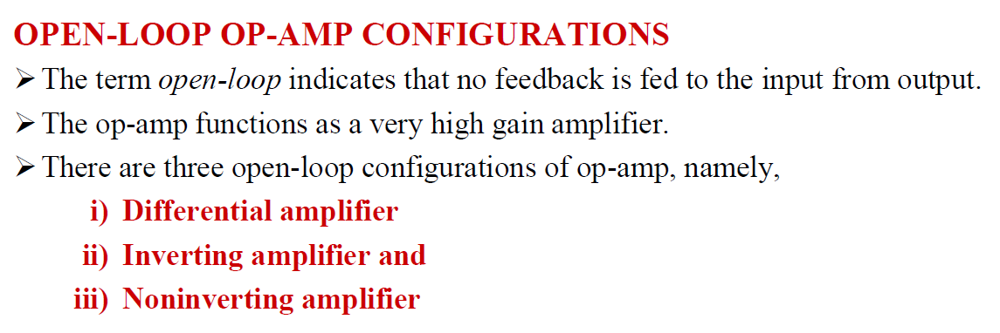 OPEN-LOOP OP-AMP CONFIGURATIONS
➢ The term open-loop indicates that no feedback is fed to the input from output.
➢ The op-amp functions as a very high gain amplifier.
➢ There are three open-loop configurations of op-amp, namely,
i) Differential amplifier
ii) Inverting amplifier and
iii) Noninverting amplifier